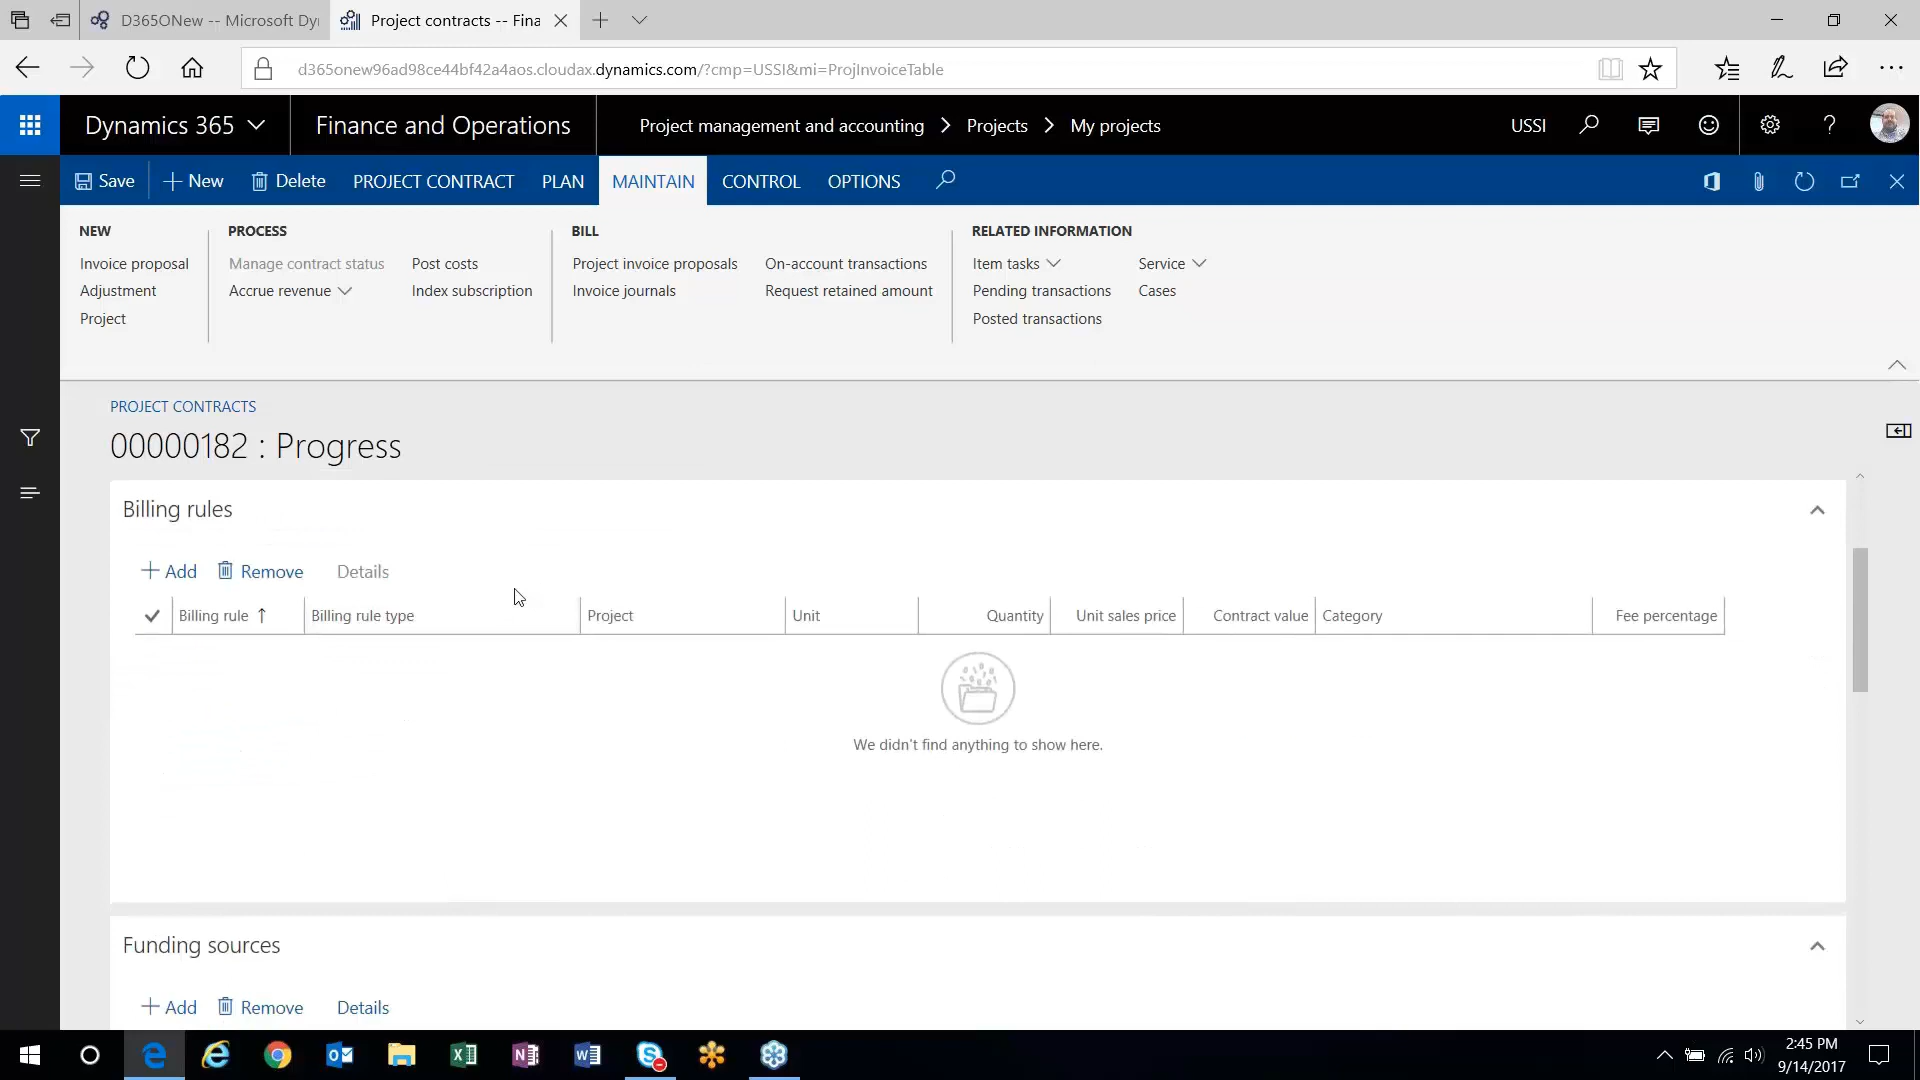 D365ONew -- Microsoft Dy
Project contracts -- Fina
d365onew96ad98ce44bf42a4aos.cloudax.dynamics.com/?cmp=USSI&mi=ProjInvoiceTable
Dynamics 365
Finance and Operations
Project management and accounting > Projects > My projects
USSI
Save
New
Delete
PROJECT CONTRACT
PLAN
MAINTAIN
CONTROL
OPTIONS
NEW
Invoice proposal
Adjustment
Project
PROCESS
Manage contract status
Accrue revenue
Post costs
Index subscription
BILL
Project invoice proposals
Invoice journals
On-account transactions
Request retained amount
RELATED INFORMATION
Item tasks
Pending transactions
Posted transactions
Service
Cases
PROJECT CONTRACTS
00000182 : Progress
Billing rules
Add
Remove
Details
Billing rule
Billing rule type
Project
Unit
Quantity
Unit sales price
Contract value
Category
Fee percentage
We didn't find anything to show here.
Funding sources
Add
Remove
Details
2:45 PM
9/14/2017